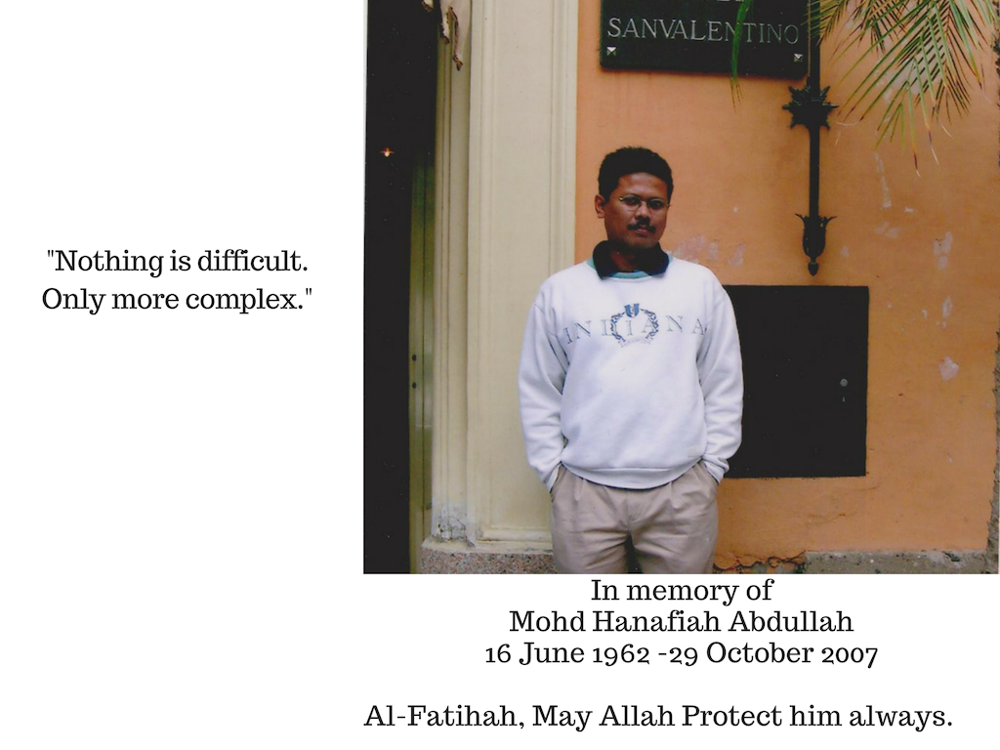 SANVALENTINO
INDIANA
"Nothing is difficult.
Only more complex."
In memory of
Mohd Hanafiah Abdullah
16 June 1962 -29 October 2007
Al-Fatihah, May Allah Protect him always.